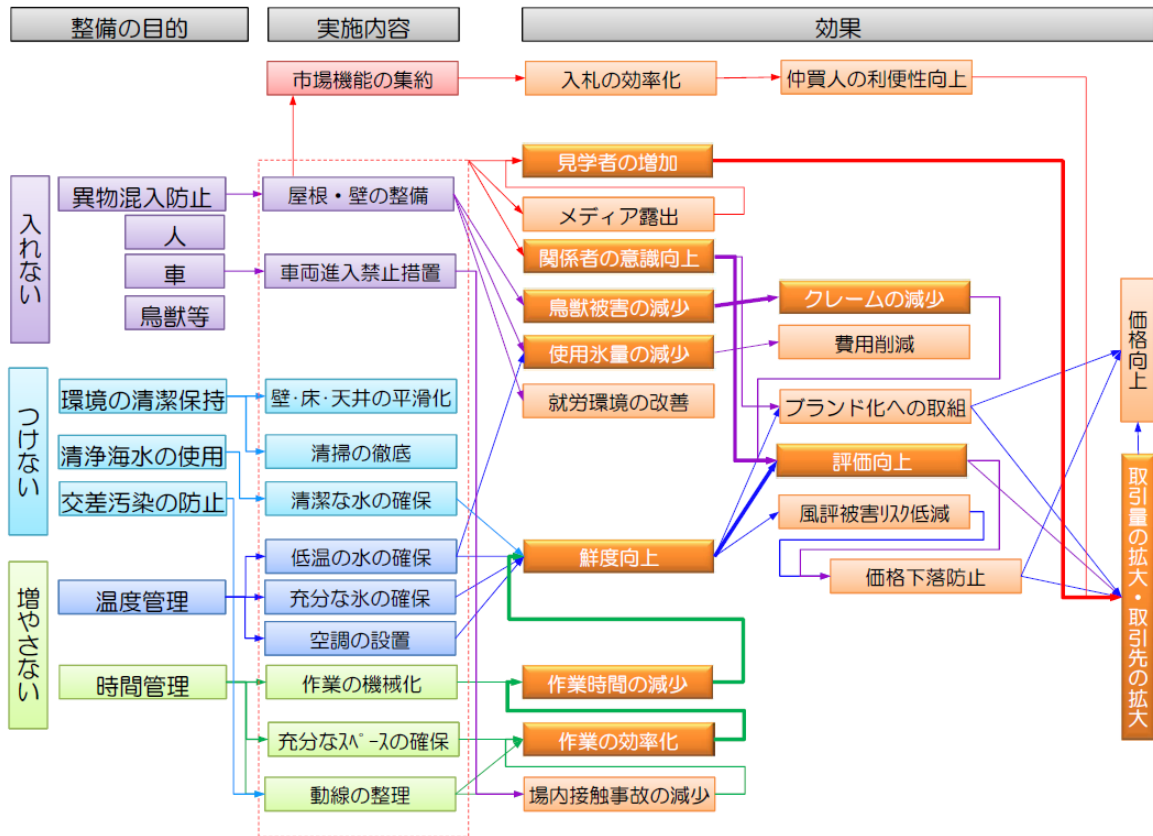 整備の目的
実施内容
効果
市場機能の集約
入札の効率化
仲買人の利便性向上
入れない
異物混入防止
人
車
鳥獣等
屋根・壁の整備
車両進入禁止措置
見学者の増加
メディア露出
関係者の意識向上
鳥獣被害の減少
クレームの減少
使用氷量の減少
費用削減
就労環境の改善
つけない
環境の清潔保持
清浄海水の使用
交差汚染の防止
壁・床・天井の平滑化
清掃の徹底
清潔な水の確保
ブランド化への取組
評価向上
風評被害ﾘｽｸ低減
価格下落防止
増やさない
温度管理
時間管理
低温の水の確保
充分な氷の確保
空調の設置
作業の機械化
充分なｽﾍﾟｰｽの確保
動線の整理
鮮度向上
作業時間の減少
作業の効率化
場内接触事故の減少
価格向上
取引量の拡大・取引先の拡大